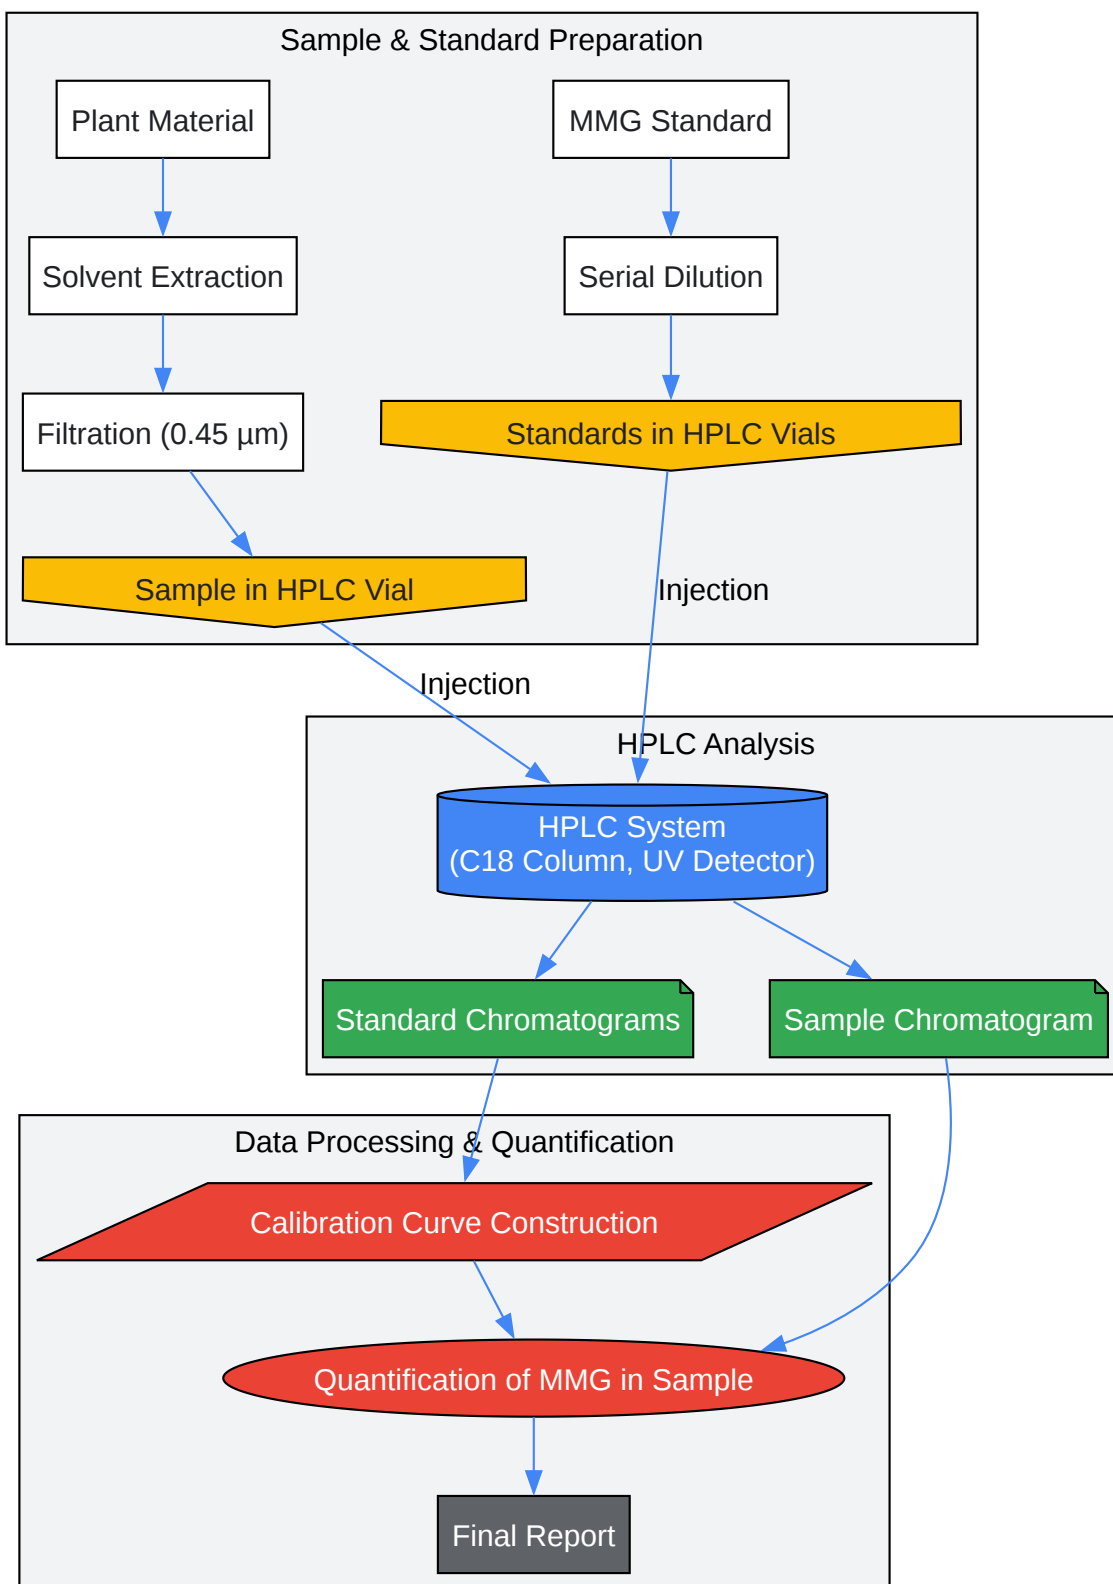 Sample & Standard Preparation
Plant Material
MMG Standard
Solvent Extraction
Serial Dilution
Filtration (0.45 µm)
Standards in HPLC Vials
Sample in HPLC Vial
Injection
Injection
HPLC Analysis
HPLC System
(C18 Column, UV Detector)
Standard Chromatograms
Sample Chromatogram
Data Processing & Quantification
Calibration Curve Construction
Quantification of MMG in Sample
Final Report